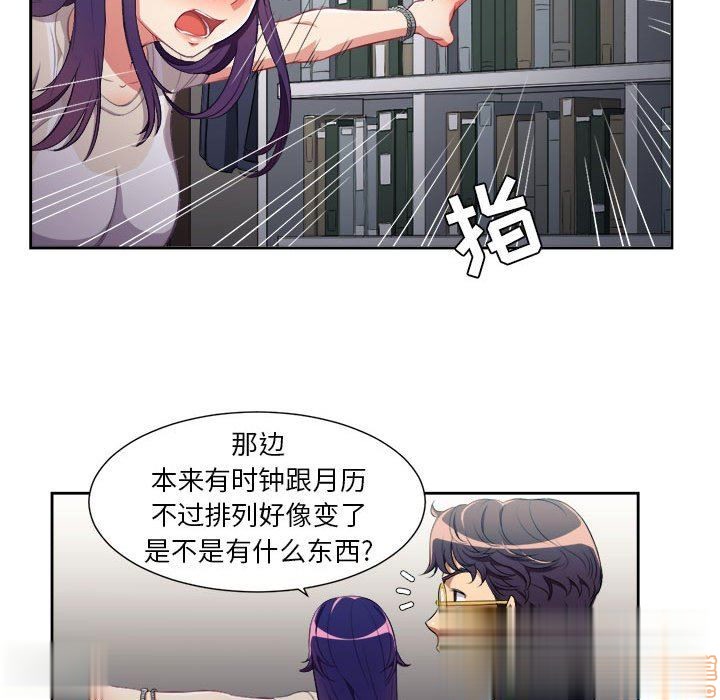 指
那边
本来有时钟跟月历
不过排列好像变了
是不是有什么东西?